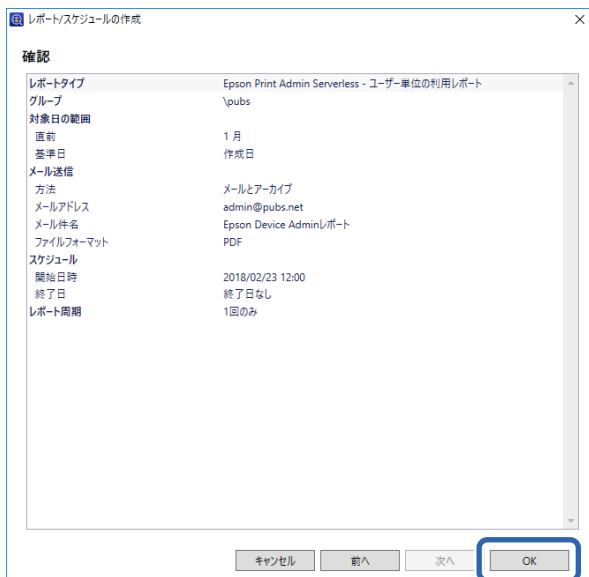 レポート/スケジュールの作成
確認
レポートタイプ Epson Print Admin Serverless - ユーザー単位の利用レポート
グループ \pubs
対象日の範囲
直前 1 月
基準日 作成日
メール送信
方法 メールとアーカイブ
メールアドレス admin@pubs.net
メール件名 Epson Device Adminレポート
ファイルフォーマット PDF
スケジュール
開始日時 2018/02/23 12:00
終了日 終了日なし
レポート周期 1回のみ
キャンセル 前へ 次へ OK